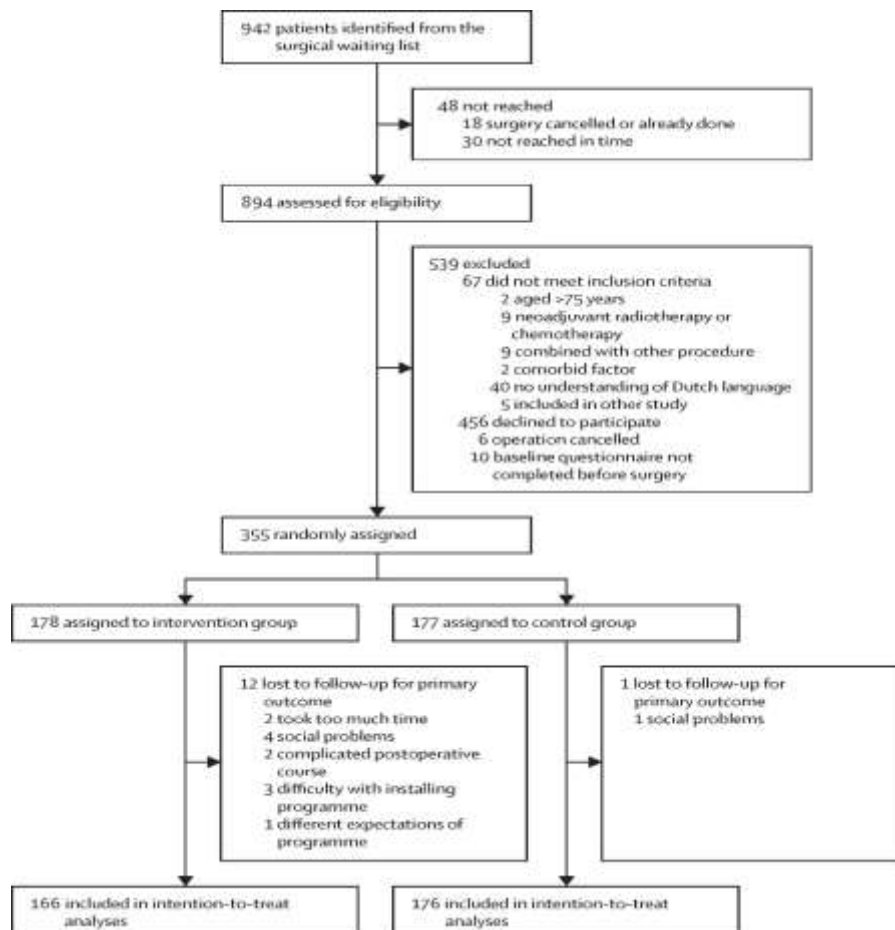 942 patients identified from the
surgical waiting list
48 not reached
18 surgery cancelled or already done
30 not reached in time
894 assessed for eligibility
539 excluded
67 did not meet inclusion criteria
2 aged >75 years
9 neoadjuvant radiotherapy or
chemotherapy
9 combined with other procedure
2 comorbid factor
40 no understanding of Dutch language
5 included in other study
456 declined to participate
6 operation cancelled
10 baseline questionnaire not
completed before surgery
355 randomly assigned
178 assigned to intervention group
177 assigned to control group
12 lost to follow-up for primary
outcome
2 took too much time
4 social problems
2 complicated postoperative
course
3 difficulty with installing
programme
1 different expectations of
programme
1 lost to follow-up for
primary outcome
1 social problems
166 included in intention-to-treat
analyses
176 included in intention-to-treat
analyses